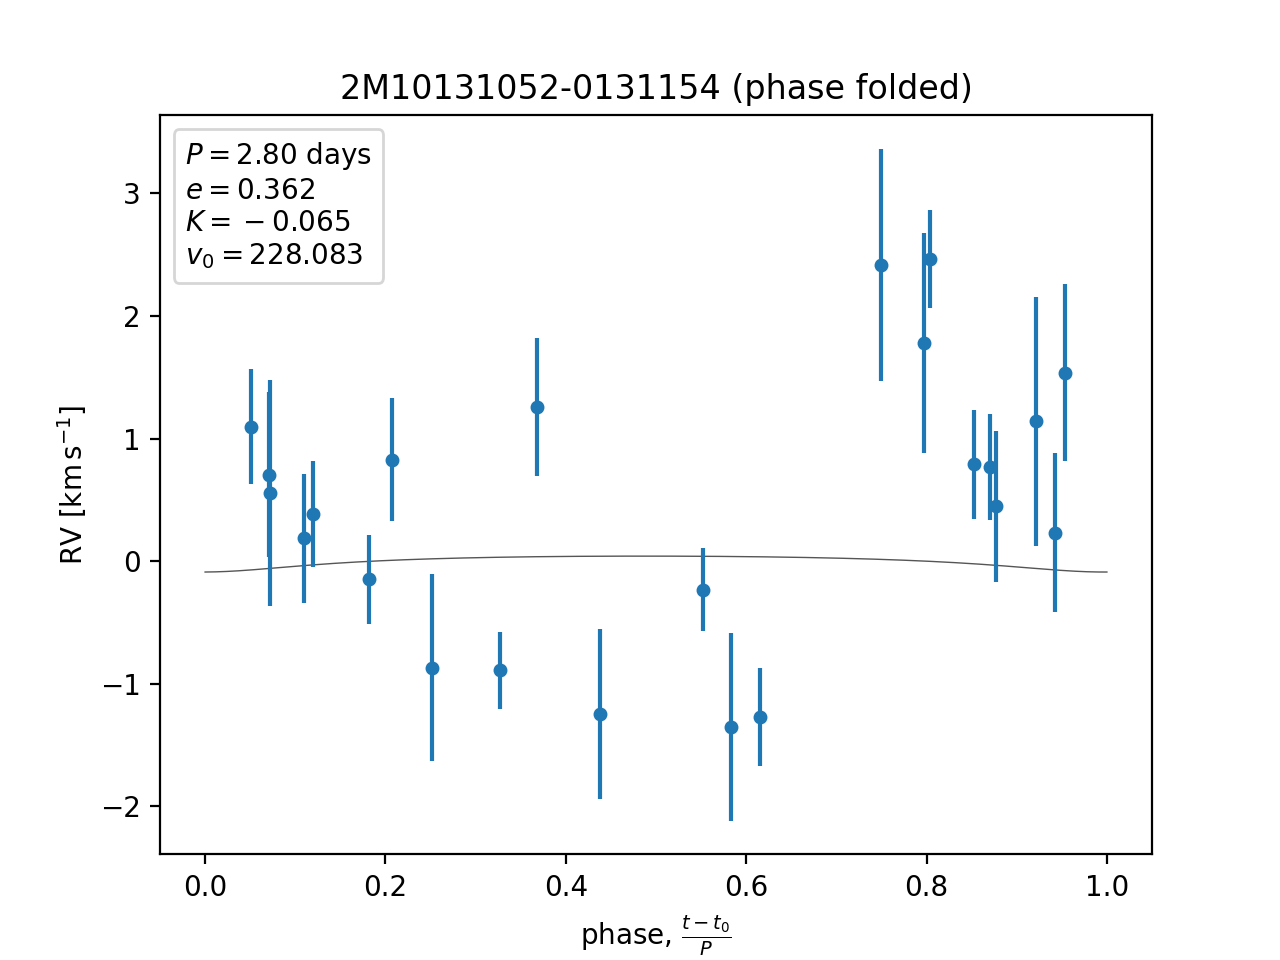 2M10131052-0131154 (phase folded)
P = 2.80 days
e = 0.362
K = −0.065
v₀ = 228.083
3
2
1
0
−1
−2
RV [km s⁻¹]
0.0 0.2 0.4 0.6 0.8 1.0
phase, (t − t₀)/P